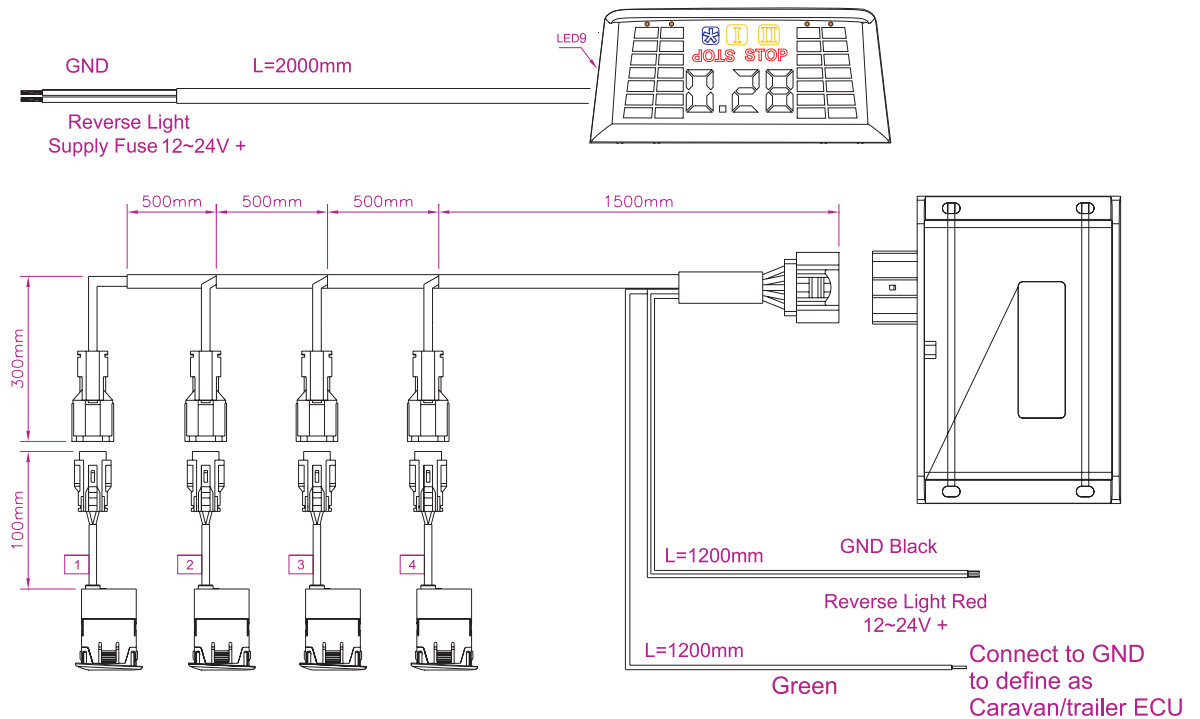 LED9
STOP STOP
0.28
GND
L=2000mm
Reverse Light
Supply Fuse 12~24V +
500mm
500mm
500mm
1500mm
300mm
100mm
1
2
3
4
L=1200mm
GND Black
Reverse Light Red
12~24V +
L=1200mm
Green
Connect to GND
to define as
Caravan/trailer ECU